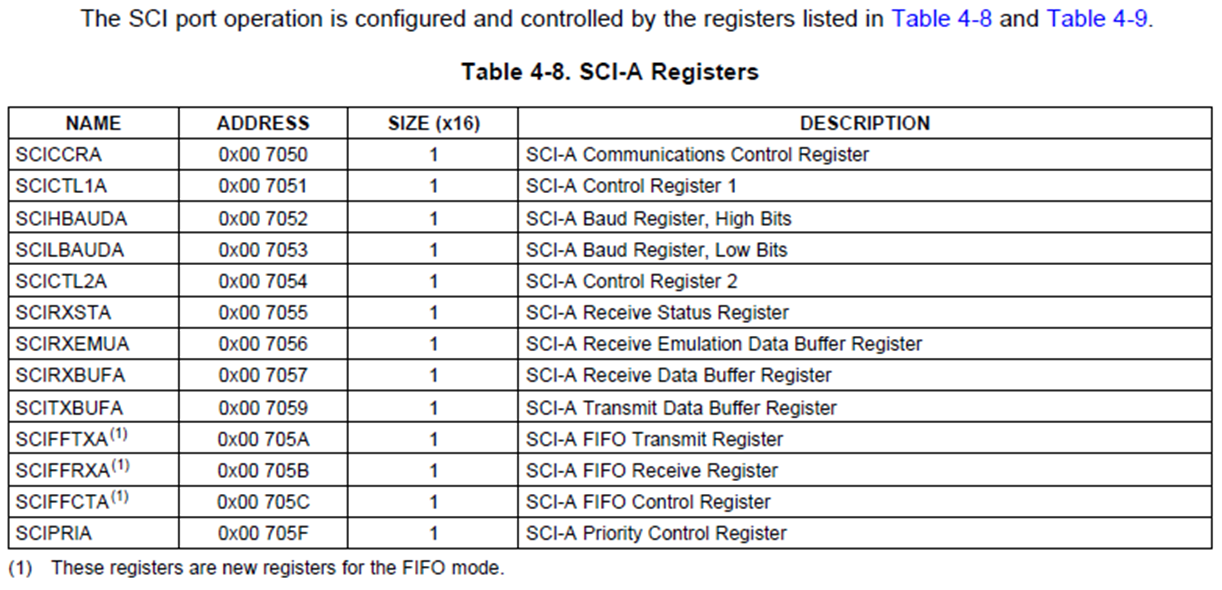 The SCI port operation is configured and controlled by the registers listed in Table 4-8 and Table 4-9.
Table 4-8. SCI-A Registers
NAME ADDRESS SIZE (x16) DESCRIPTION
SCICCRA 0x00 7050 1 SCI-A Communications Control Register
SCICTL1A 0x00 7051 1 SCI-A Control Register 1
SCIHBAUDA 0x00 7052 1 SCI-A Baud Register, High Bits
SCILBAUDA 0x00 7053 1 SCI-A Baud Register, Low Bits
SCICTL2A 0x00 7054 1 SCI-A Control Register 2
SCIRXSTA 0x00 7055 1 SCI-A Receive Status Register
SCIRXEMUA 0x00 7056 1 SCI-A Receive Emulation Data Buffer Register
SCIRXBUFA 0x00 7057 1 SCI-A Receive Data Buffer Register
SCITXBUFA 0x00 7059 1 SCI-A Transmit Data Buffer Register
SCIFFTXA(1) 0x00 705A 1 SCI-A FIFO Transmit Register
SCIFFRXA(1) 0x00 705B 1 SCI-A FIFO Receive Register
SCIFFCTA(1) 0x00 705C 1 SCI-A FIFO Control Register
SCIPRIA 0x00 705F 1 SCI-A Priority Control Register
(1) These registers are new registers for the FIFO mode.